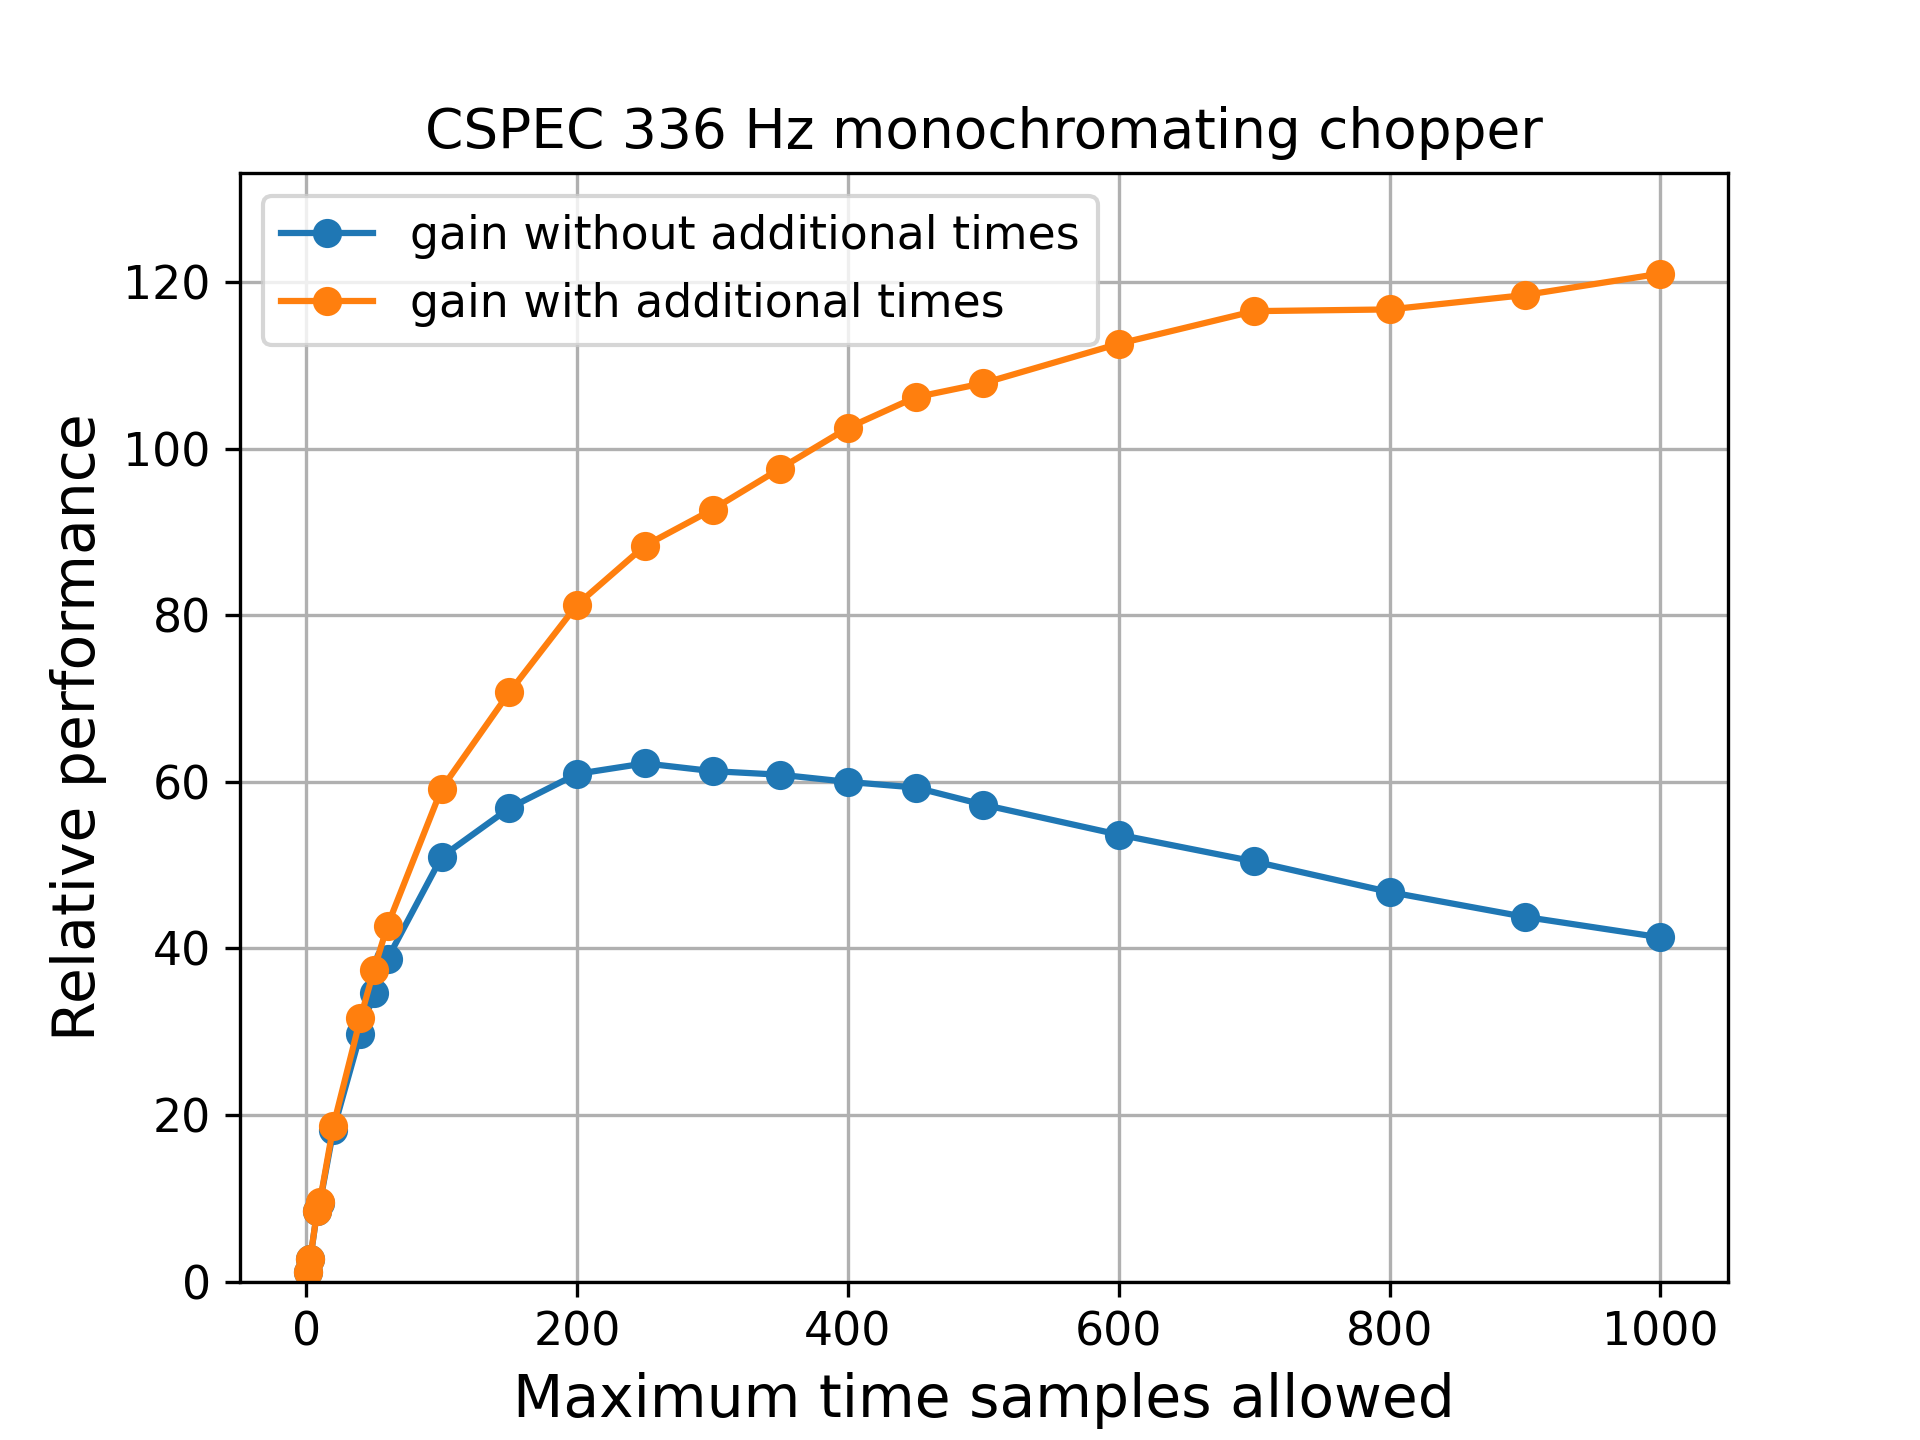 CSPEC 336 Hz monochromating chopper
gain without additional times
gain with additional times
120
100
80
60
40
20
0
Relative performance
0 200 400 600 800 1000
Maximum time samples allowed